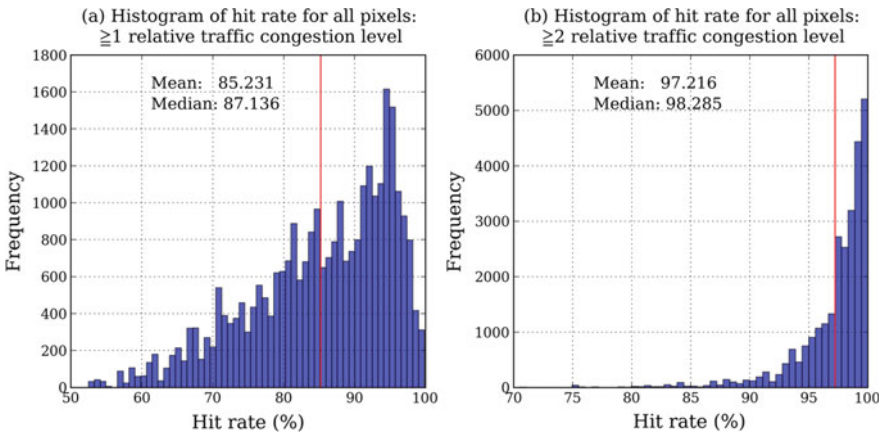 (a) Histogram of hit rate for all pixels:
≧1 relative traffic congestion level
Mean: 85.231
Median: 87.136
Frequency
1800
1600
1400
1200
1000
800
600
400
200
0
50 60 70 80 90 100
Hit rate (%)
(b) Histogram of hit rate for all pixels:
≧2 relative traffic congestion level
Mean: 97.216
Median: 98.285
Frequency
6000
5000
4000
3000
2000
1000
0
70 75 80 85 90 95 100
Hit rate (%)